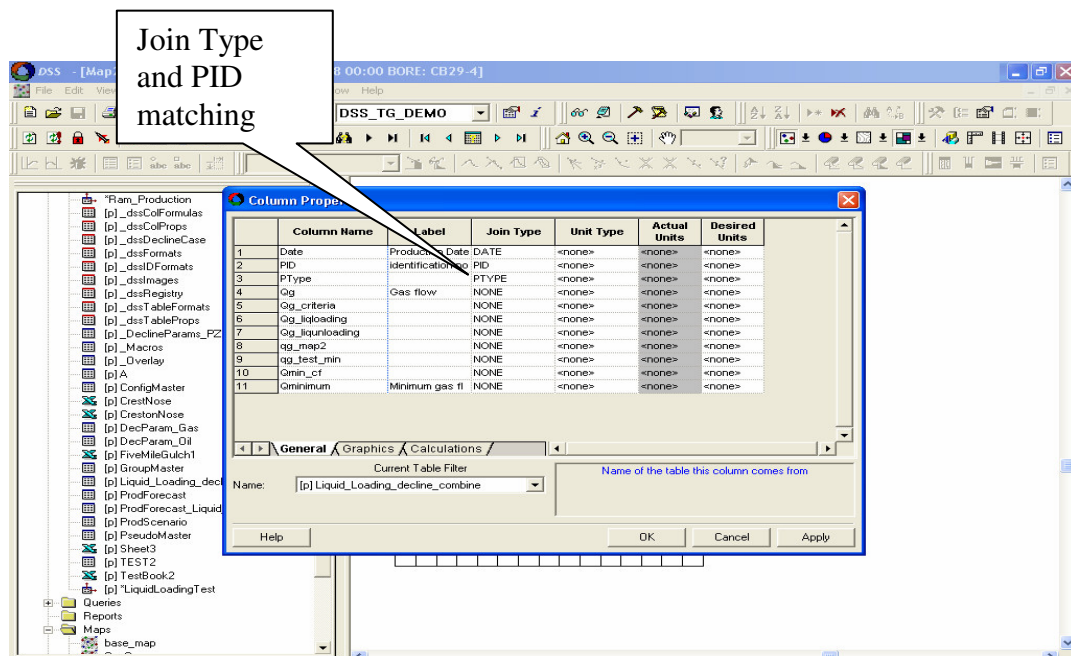 Join Type
and PID
matching
DSS - [Map 00:00 BORE: CB29-4]
File Edit View ow Help
DSS_TG_DEMO
*Ram_Production
[p] _dssColFormulas
[p] _dssColProps
[p] _dssDeclineCase
[p] _dssFormats
[p] _dssIDFormats
[p] _dssImages
[p] _dssRegistry
[p] _dssTableFormats
[p] _dssTableProps
[p] _DeclineParams_PZ
[p] _Macros
[p] _Overlay
[p] A
[p] ConfigMaster
[p] CrestNose
[p] CrestonNose
[p] DecParam_Gas
[p] DecParam_Oil
[p] FiveMileGulch1
[p] GroupMaster
[p] Liquid_Loading_decl
[p] ProdForecast
[p] ProdForecast_Liquid
[p] ProdScenario
[p] PseudoMaster
[p] Sheet3
[p] TEST2
[p] TestBook2
[p] *LiquidLoadingTest
Queries
Reports
Maps
base_map
Column Proper
Column Name Label Join Type Unit Type Actual Units Desired Units
1 Date Production Date DATE <none> <none> <none>
2 PID identification no PID <none> <none> <none>
3 PType PTYPE <none> <none> <none>
4 Qg Gas flow NONE <none> <none> <none>
5 Qg_criteria NONE <none> <none> <none>
6 Qg_liqloading NONE <none> <none> <none>
7 Qg_liqunloading NONE <none> <none> <none>
8 qg_map2 NONE <none> <none> <none>
9 qg_test_min NONE <none> <none> <none>
10 Qmin_cf NONE <none> <none> <none>
11 Qminimum Minimum gas fl NONE <none> <none> <none>
General Graphics Calculations
Current Table Filter
Name: [p] Liquid_Loading_decline_combine
Name of the table this column comes from
Help OK Cancel Apply